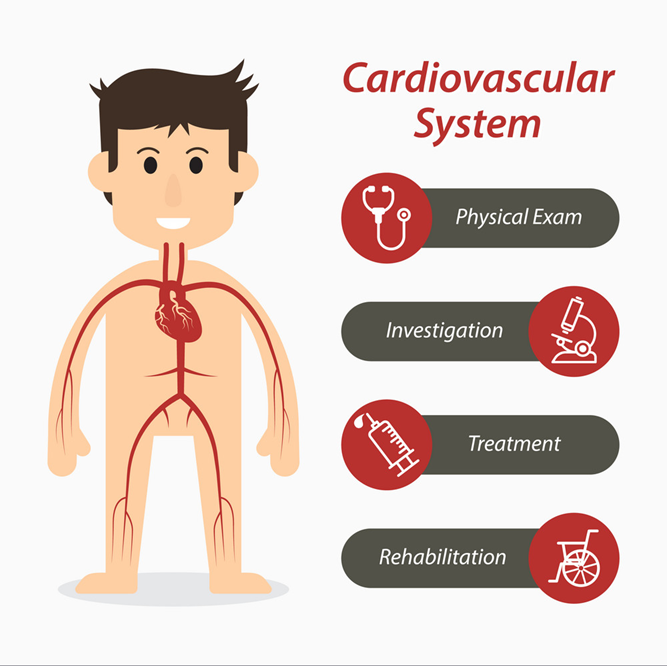 Cardiovascular
System
Physical Exam
Investigation
Treatment
Rehabilitation